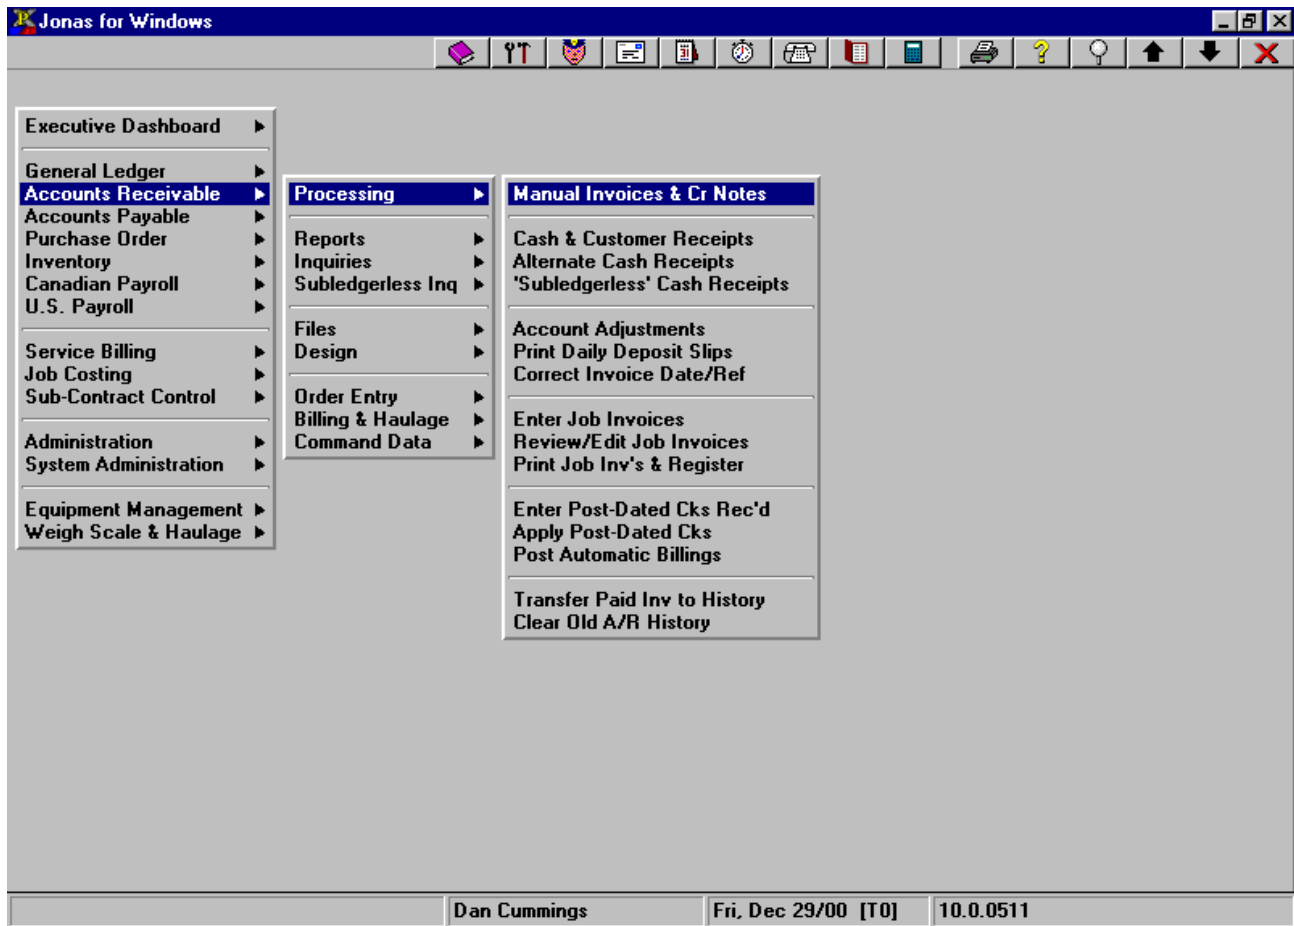 Jonas for Windows
Executive Dashboard
General Ledger
Accounts Receivable
Accounts Payable
Purchase Order
Inventory
Canadian Payroll
U.S. Payroll
Service Billing
Job Costing
Sub-Contract Control
Administration
System Administration
Equipment Management
Weigh Scale & Haulage
Processing
Reports
Inquiries
Subledgerless Inq
Files
Design
Order Entry
Billing & Haulage
Command Data
Manual Invoices & Cr Notes
Cash & Customer Receipts
Alternate Cash Receipts
'Subledgerless' Cash Receipts
Account Adjustments
Print Daily Deposit Slips
Correct Invoice Date/Ref
Enter Job Invoices
Review/Edit Job Invoices
Print Job Inv's & Register
Enter Post-Dated Cks Rec'd
Apply Post-Dated Cks
Post Automatic Billings
Transfer Paid Inv to History
Clear Old A/R History
Dan Cummings
Fri, Dec 29/00 [T0]
10.0.0511